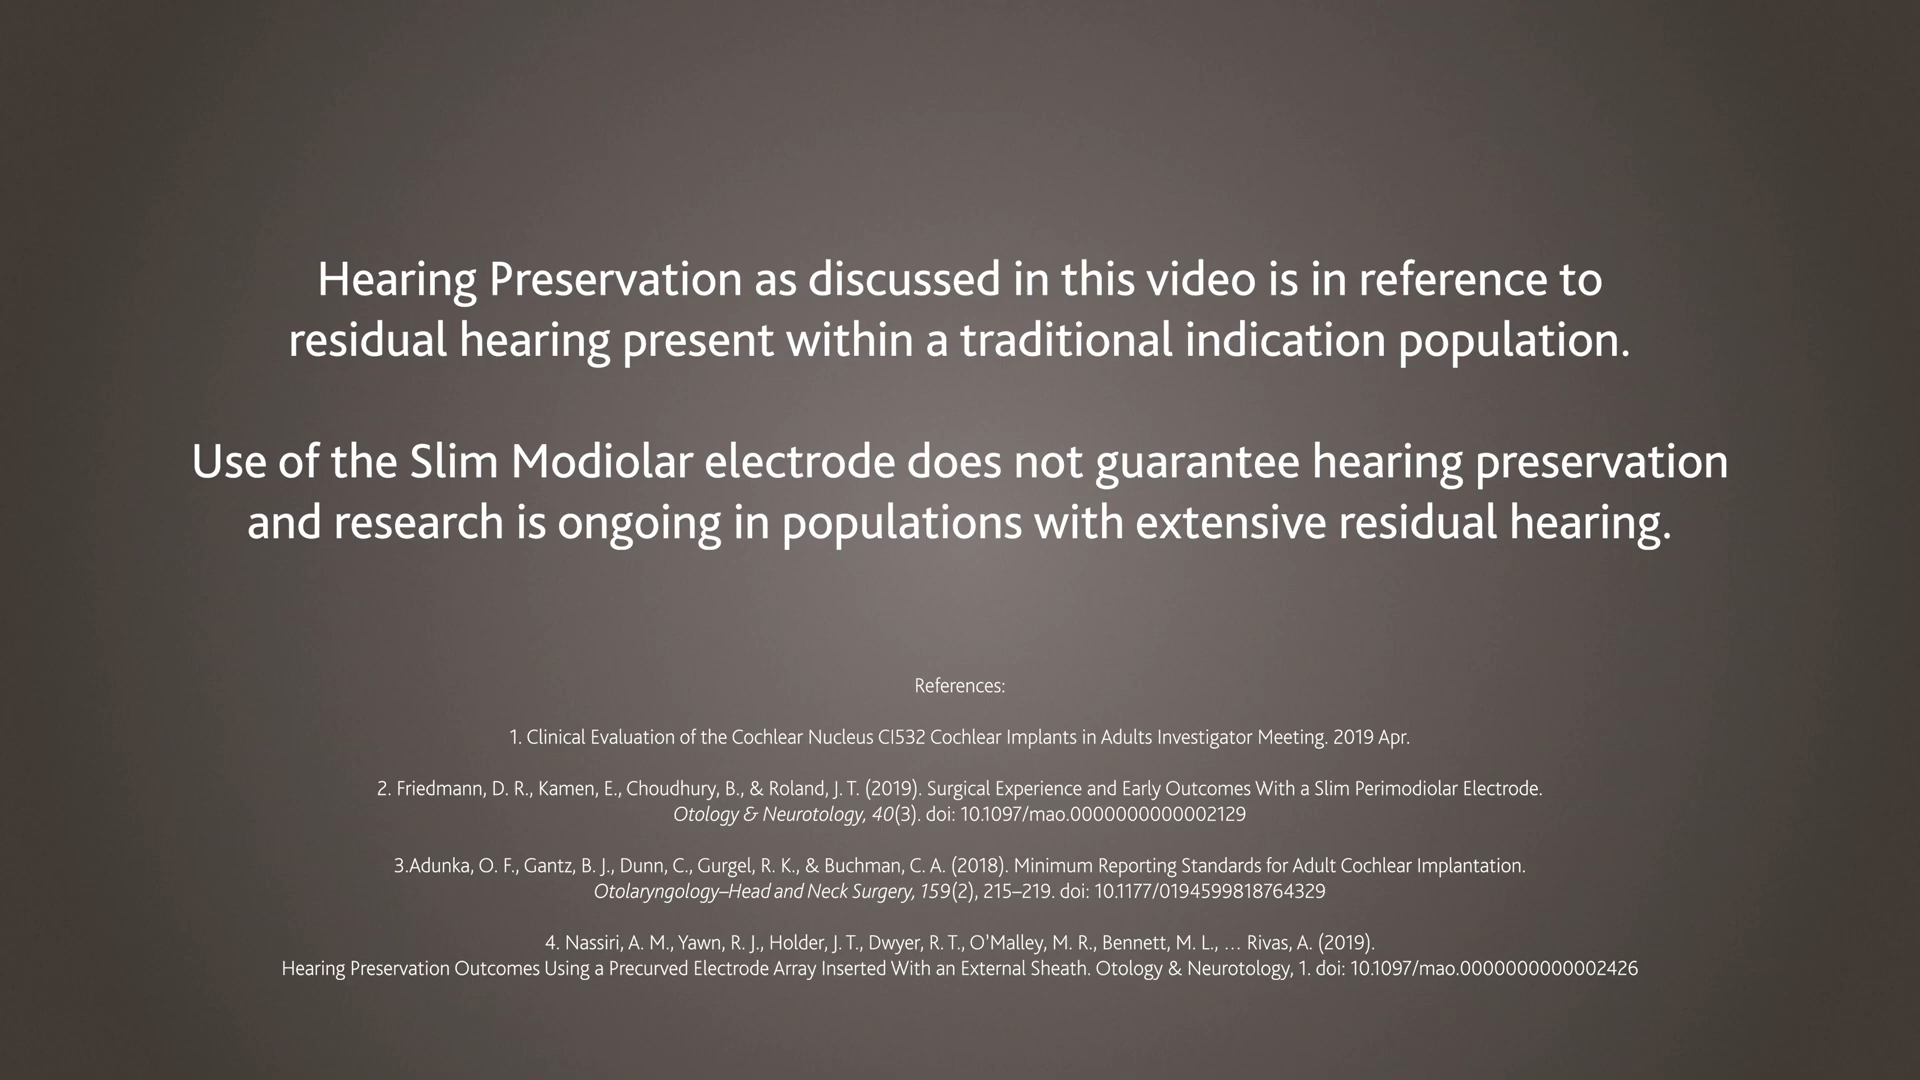 Hearing Preservation as discussed in this video is in reference to
residual hearing present within a traditional indication population.
Use of the Slim Modiolar electrode does not guarantee hearing preservation
and research is ongoing in populations with extensive residual hearing.
References:
1. Clinical Evaluation of the Cochlear Nucleus CI532 Cochlear Implants in Adults Investigator Meeting. 2019 Apr.
2. Friedmann, D. R., Kamen, E., Choudhury, B., & Roland, J. T. (2019). Surgical Experience and Early Outcomes With a Slim Perimodiolar Electrode.
Otology & Neurotology, 40(3). doi: 10.1097/mao.0000000000002129
3.Adunka, O. F., Gantz, B. J., Dunn, C., Gurgel, R. K., & Buchman, C. A. (2018). Minimum Reporting Standards for Adult Cochlear Implantation.
Otolaryngology–Head and Neck Surgery, 159(2), 215–219. doi: 10.1177/0194599818764329
4. Nassiri, A. M., Yawn, R. J., Holder, J. T., Dwyer, R. T., O'Malley, M. R., Bennett, M. L., … Rivas, A. (2019).
Hearing Preservation Outcomes Using a Precurved Electrode Array Inserted With an External Sheath. Otology & Neurotology, 1. doi: 10.1097/mao.0000000000002426